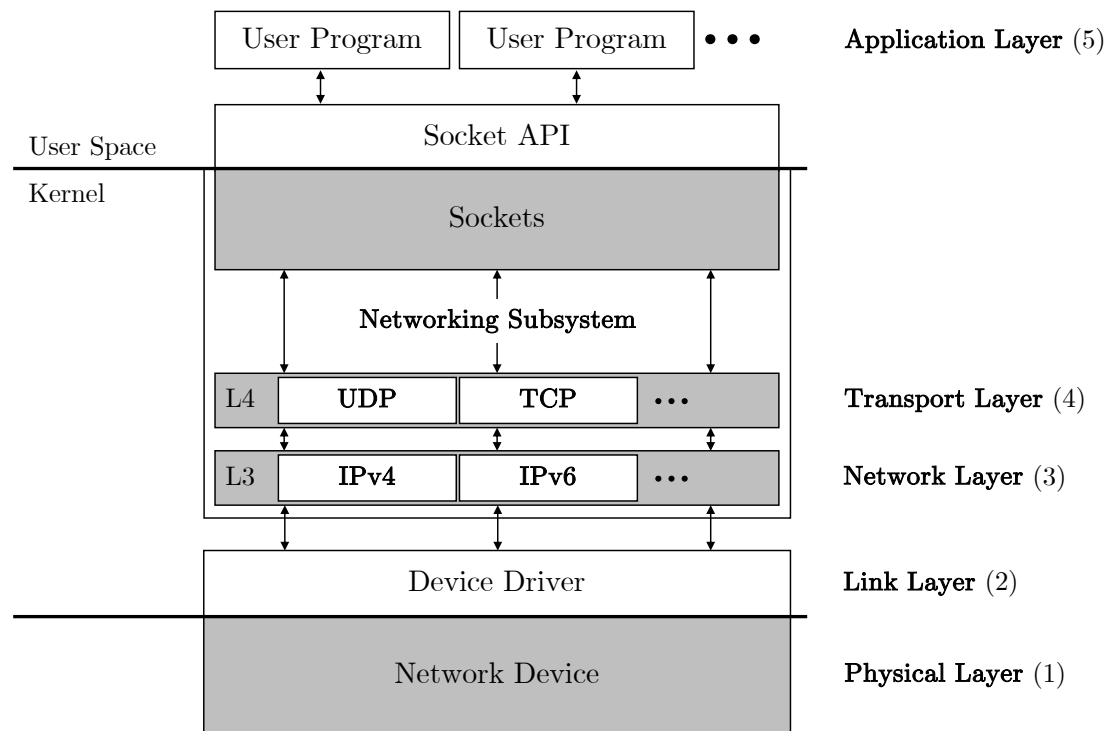 User Program
User Program
Application Layer (5)
Socket API
User Space
Kernel
Sockets
Networking Subsystem
L4
UDP
TCP
Transport Layer (4)
L3
IPv4
IPv6
Network Layer (3)
Device Driver
Link Layer (2)
Network Device
Physical Layer (1)